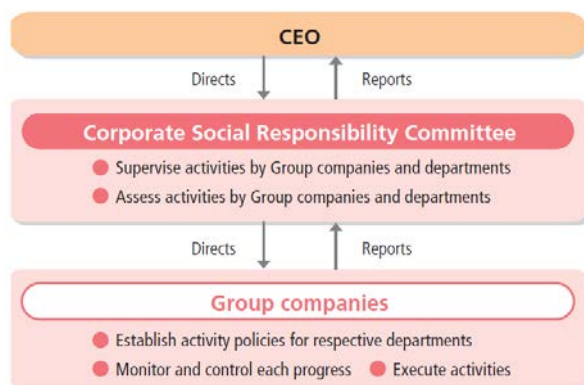 CEO
Directs Reports
Corporate Social Responsibility Committee
Supervise activities by Group companies and departments
Assess activities by Group companies and departments
Directs Reports
Group companies
Establish activity policies for respective departments
Monitor and control each progress Execute activities